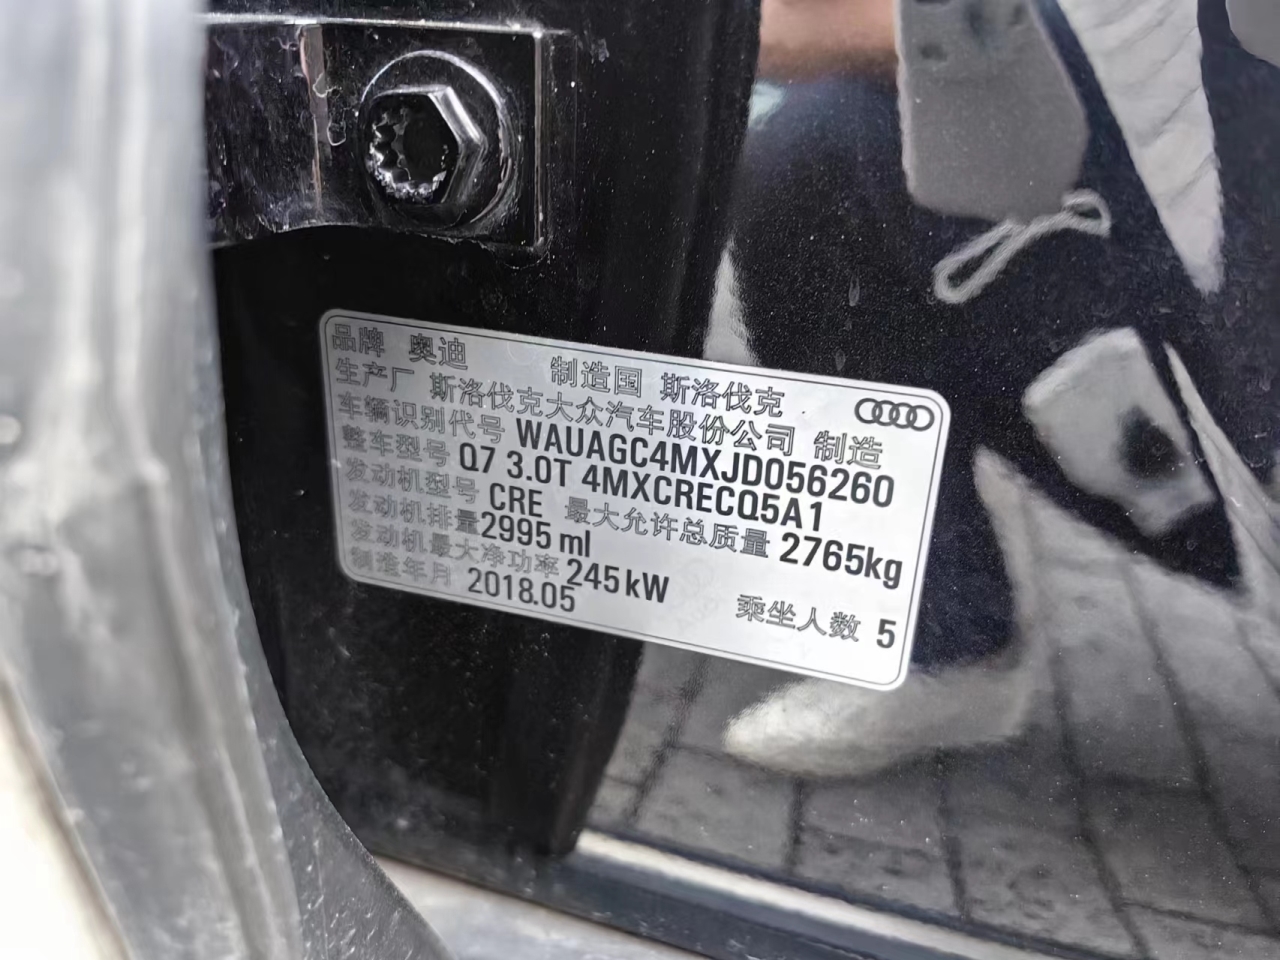 品牌 奥迪 制造国 斯洛伐克
生产厂 斯洛伐克大众汽车股份公司 制造
车辆识别代号 WAUAGC4MXJD056260
整车型号 Q7 3.0T 4MXCRECQ5A1
发动机型号 CRE 最大允许总质量 2765kg
发动机排量 2995 ml
发动机最大净功率 245kW 乘坐人数 5
制造年月 2018.05